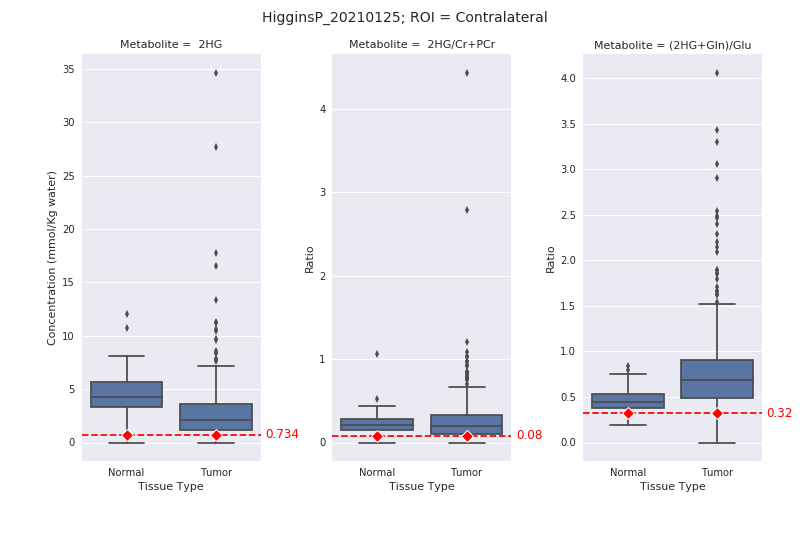 HigginsP_20210125; ROI = Contralateral
Metabolite =  2HG
35
30
25
20
15
10
5
0
Concentration (mmol/Kg water)
0.734
Normal
Tumor
Tissue Type
Metabolite =  2HG/Cr+PCr
4
3
2
1
0
Ratio
0.08
Normal
Tumor
Tissue Type
Metabolite = (2HG+Gln)/Glu
4.0
3.5
3.0
2.5
2.0
1.5
1.0
0.5
0.0
Ratio
0.32
Normal
Tumor
Tissue Type